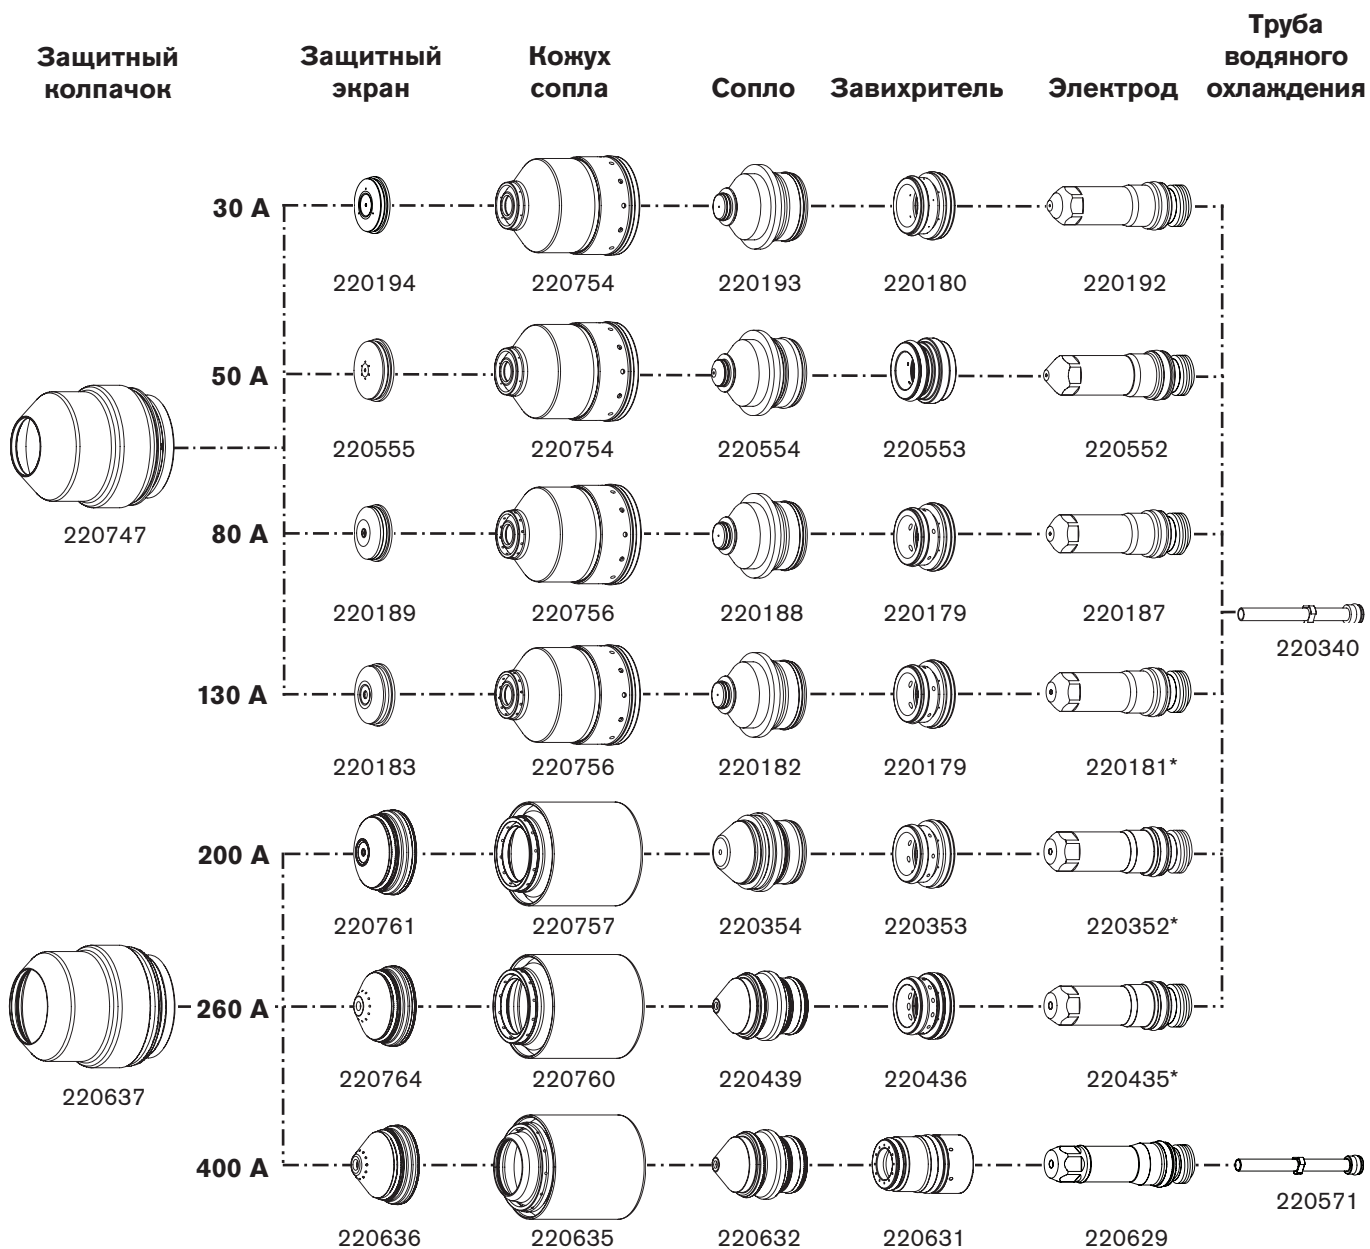 Защитный
колпачок
Защитный
экран
Кожух
сопла
Сопло
Завихритель
Электрод
Труба
водяного
охлаждения
30 А
220194
220754
220193
220180
220192
50 А
220555
220754
220554
220553
220552
220747
80 А
220189
220756
220188
220179
220187
220340
130 А
220183
220756
220182
220179
220181*
200 А
220761
220757
220354
220353
220352*
260 А
220637
220764
220760
220439
220436
220435*
400 А
220636
220635
220632
220631
220629
220571